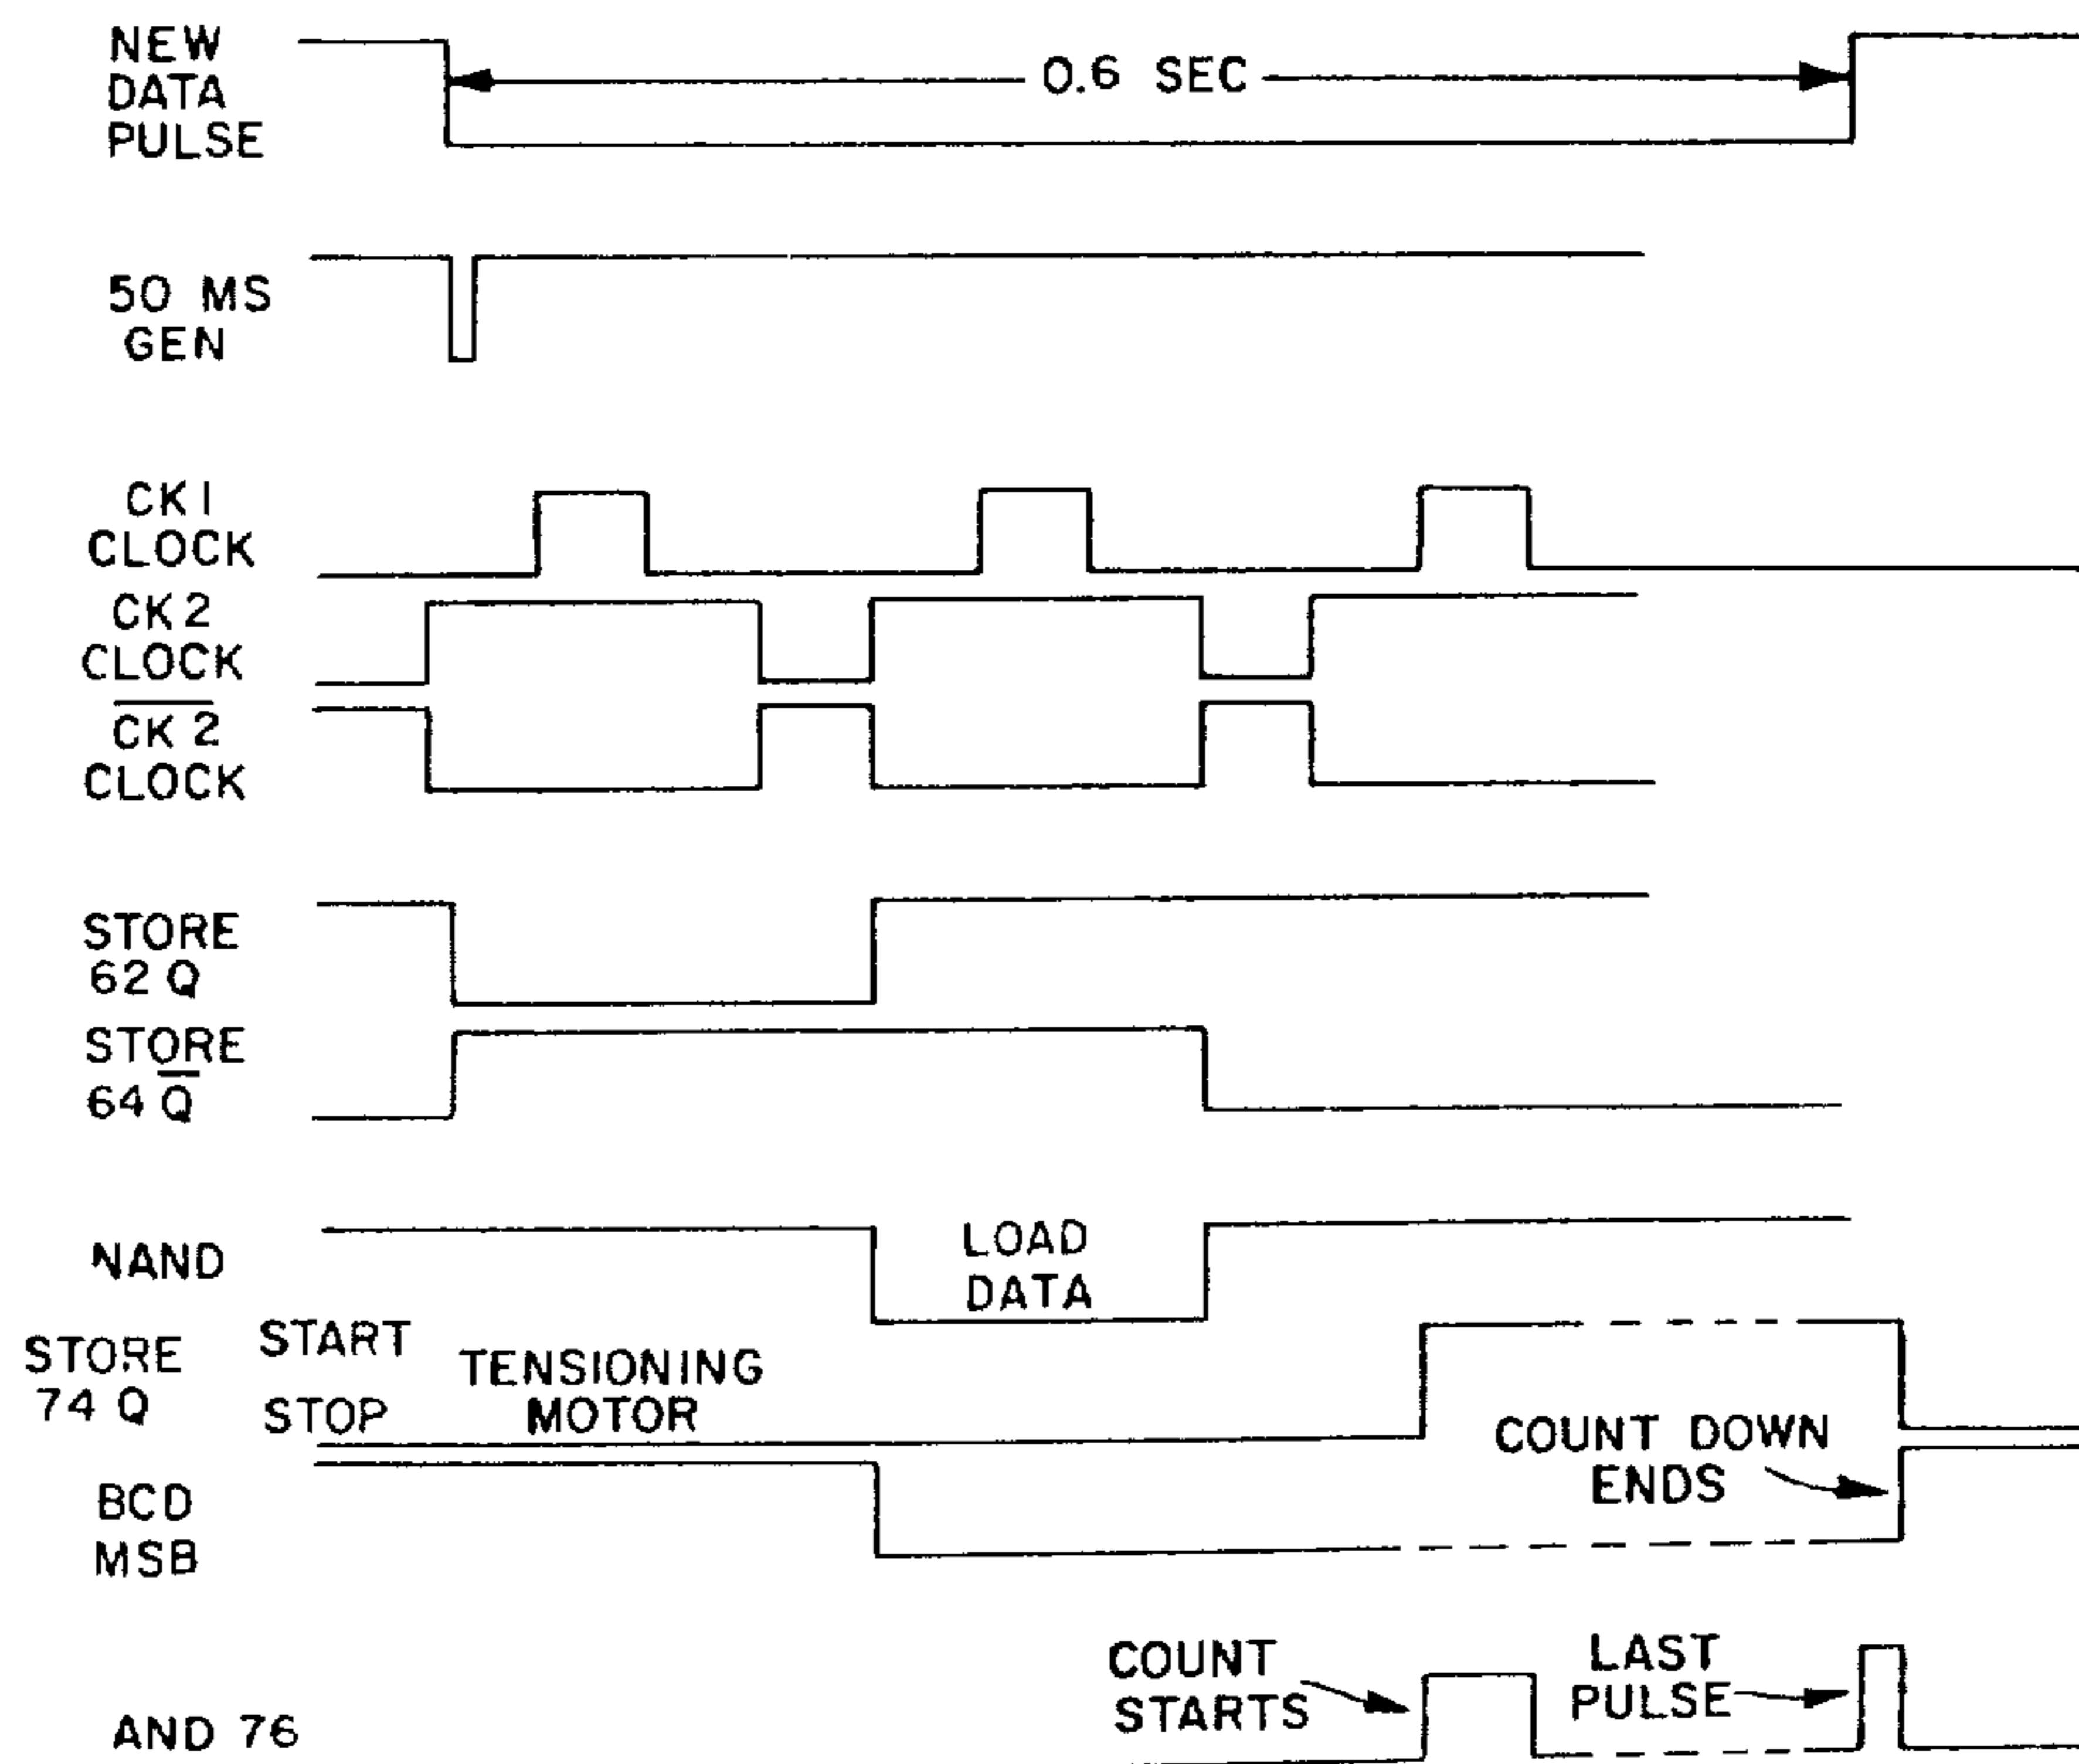 NEW
DATA
PULSE
0.6 SEC
50 MS
GEN
CK1
CLOCK
CK2
CLOCK
CK2
CLOCK
STORE
62 Q
STORE
64 Q
NAND
LOAD
DATA
STORE
74 Q
START
STOP
TENSIONING
MOTOR
COUNT DOWN
ENDS
BCD
MSB
COUNT
STARTS
LAST
PULSE
AND 76